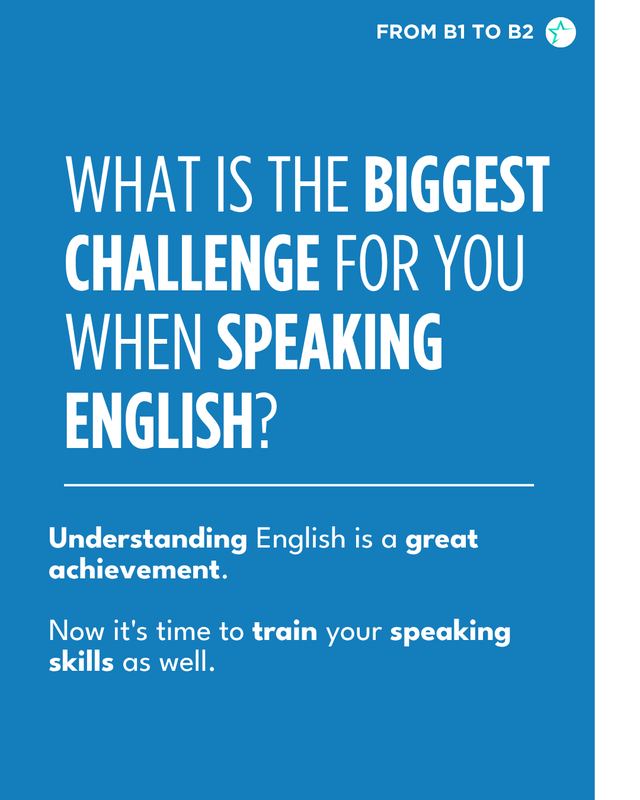 FROM B1 TO B2
WHAT IS THE BIGGEST
CHALLENGE FOR YOU
WHEN SPEAKING
ENGLISH?
Understanding English is a great
achievement.
Now it's time to train your speaking
skills as well.